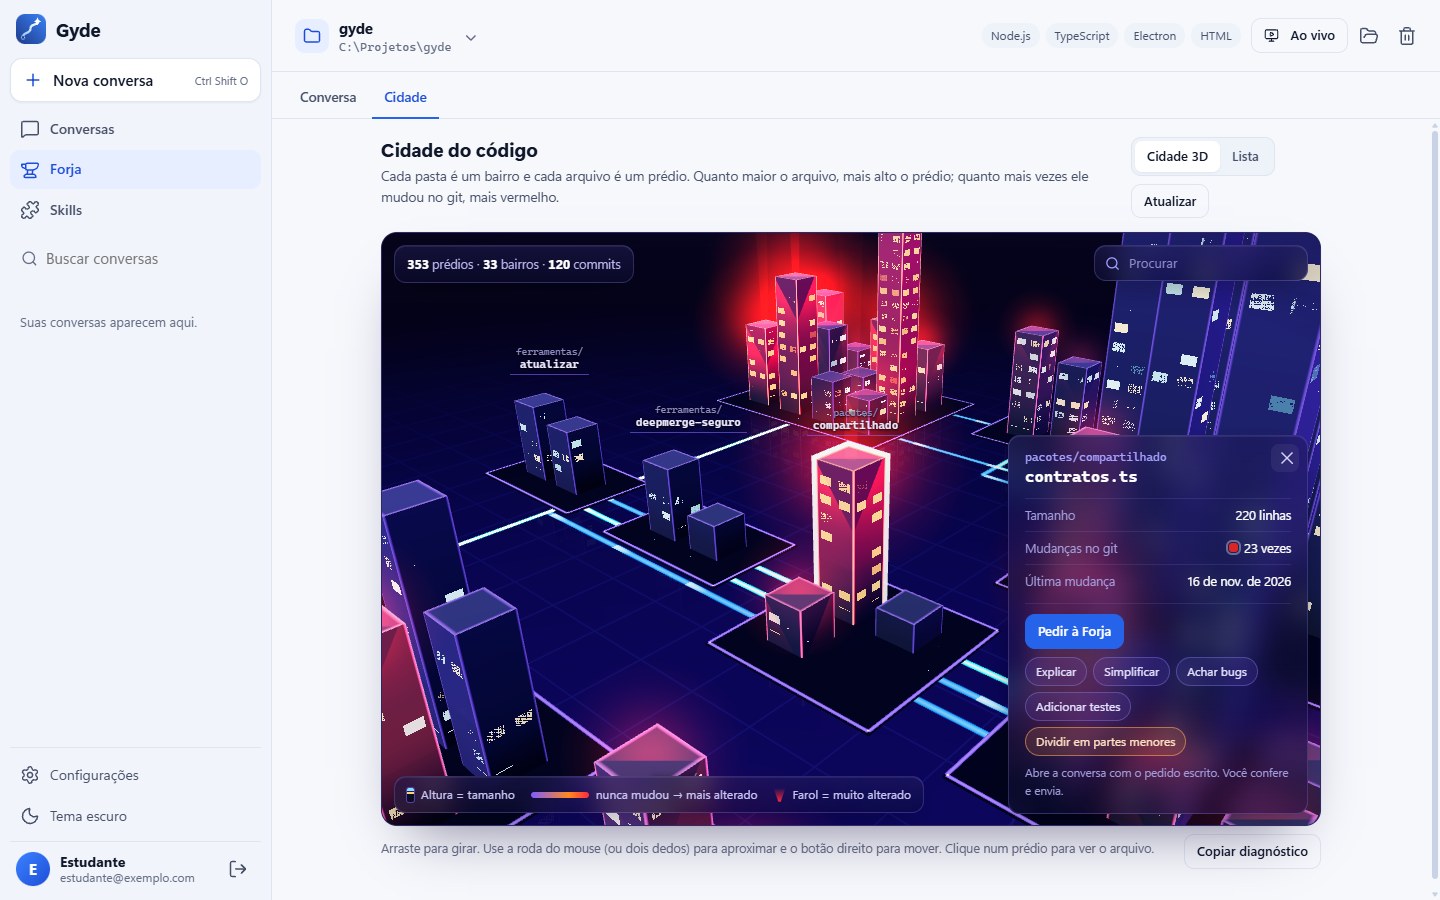 Gyde
Nova conversa
Ctrl Shift O
Conversas
Forja
Skills
Buscar conversas
Suas conversas aparecem aqui.
Configurações
Tema escuro
E
Estudante
estudante@exemplo.com
gyde
C:\Projetos\gyde
Node.js
TypeScript
Electron
HTML
Ao vivo
Conversa
Cidade
Cidade do código
Cada pasta é um bairro e cada arquivo é um prédio. Quanto maior o arquivo, mais alto o prédio; quanto mais vezes ele
mudou no git, mais vermelho.
Cidade 3D
Lista
Atualizar
353 prédios · 33 bairros · 120 commits
Procurar
ferramentas/
atualizar
ferramentas/
deepmerge-seguro
pacotes/
compartilhado
pacotes/compartilhado
contratos.ts
Tamanho
220 linhas
Mudanças no git
23 vezes
Última mudança
16 de nov. de 2026
Pedir à Forja
Explicar
Simplificar
Achar bugs
Adicionar testes
Dividir em partes menores
Abre a conversa com o pedido escrito. Você confere
e envia.
Altura = tamanho
nunca mudou → mais alterado
Farol = muito alterado
Arraste para girar. Use a roda do mouse (ou dois dedos) para aproximar e o botão direito para mover. Clique num prédio para ver o arquivo.
Copiar diagnóstico